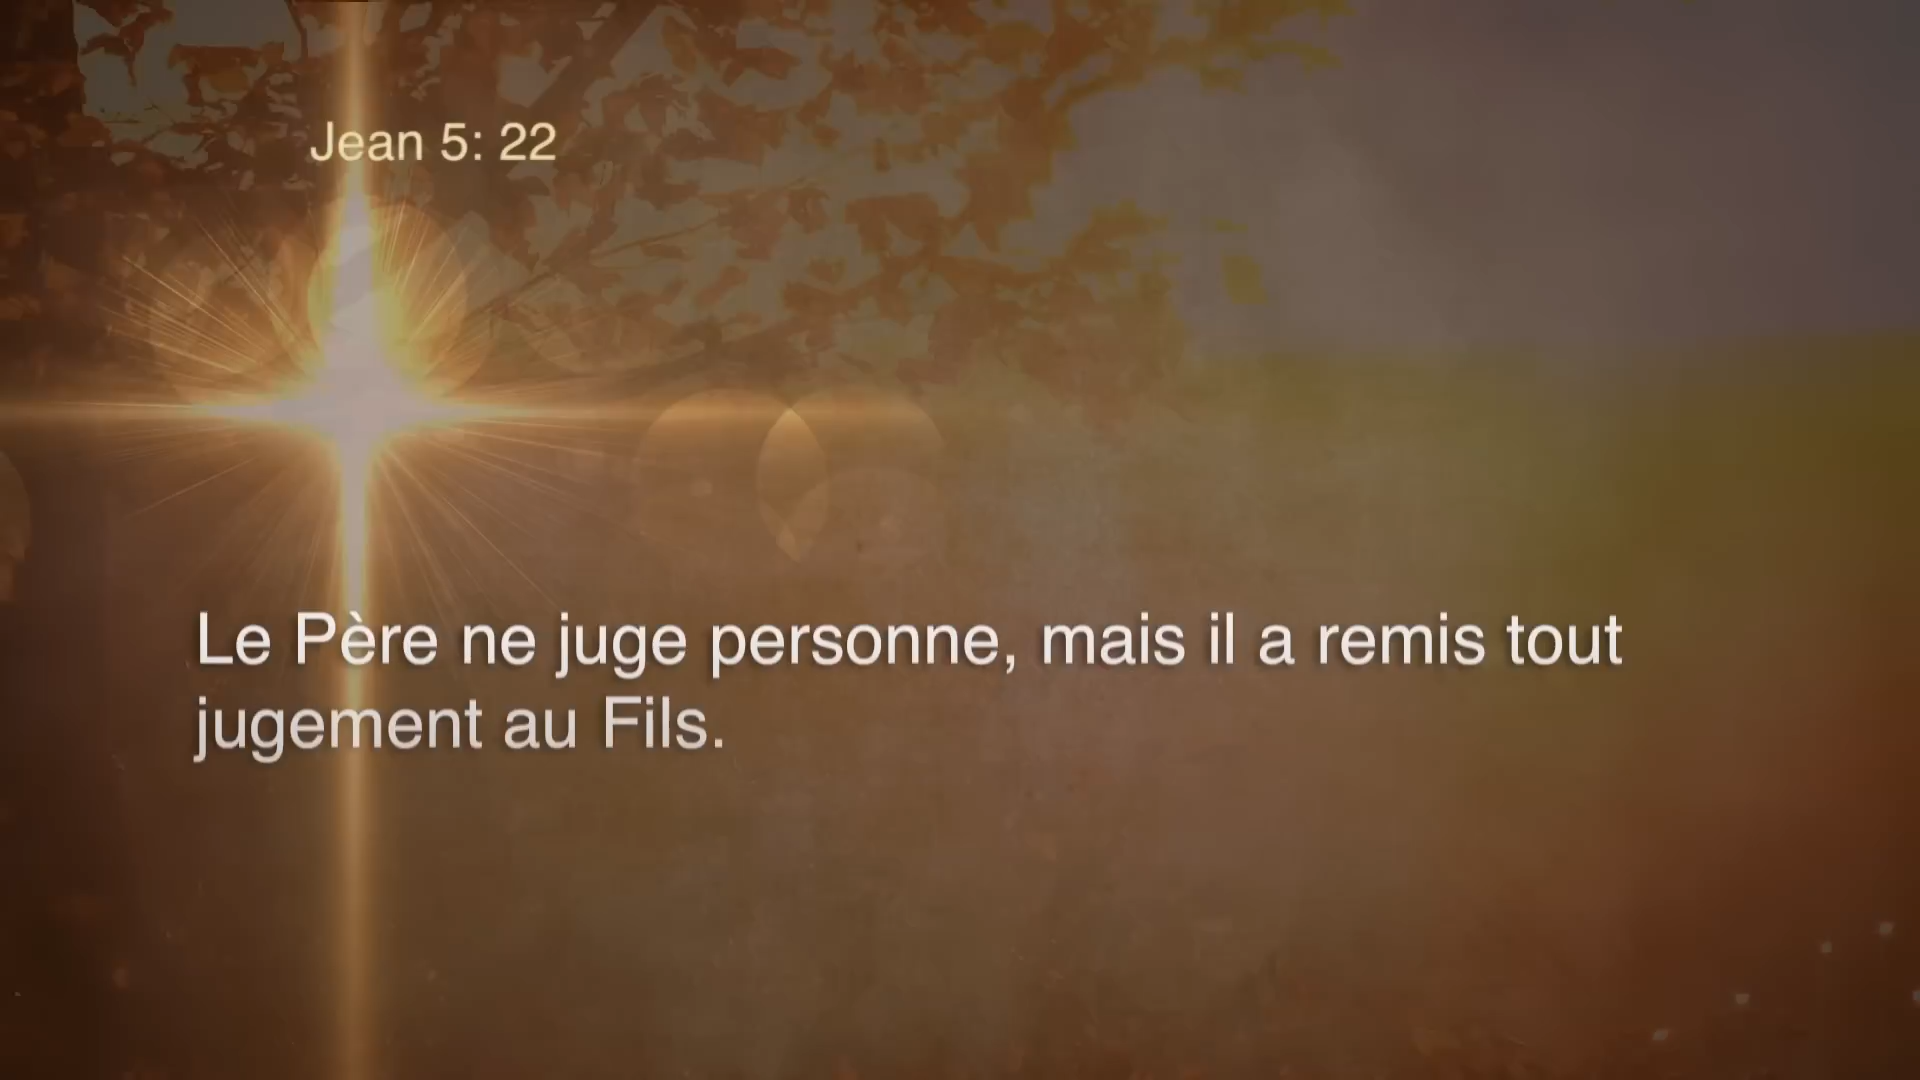 Jean 5: 22
Le Père ne juge personne, mais il a remis tout
jugement au Fils.